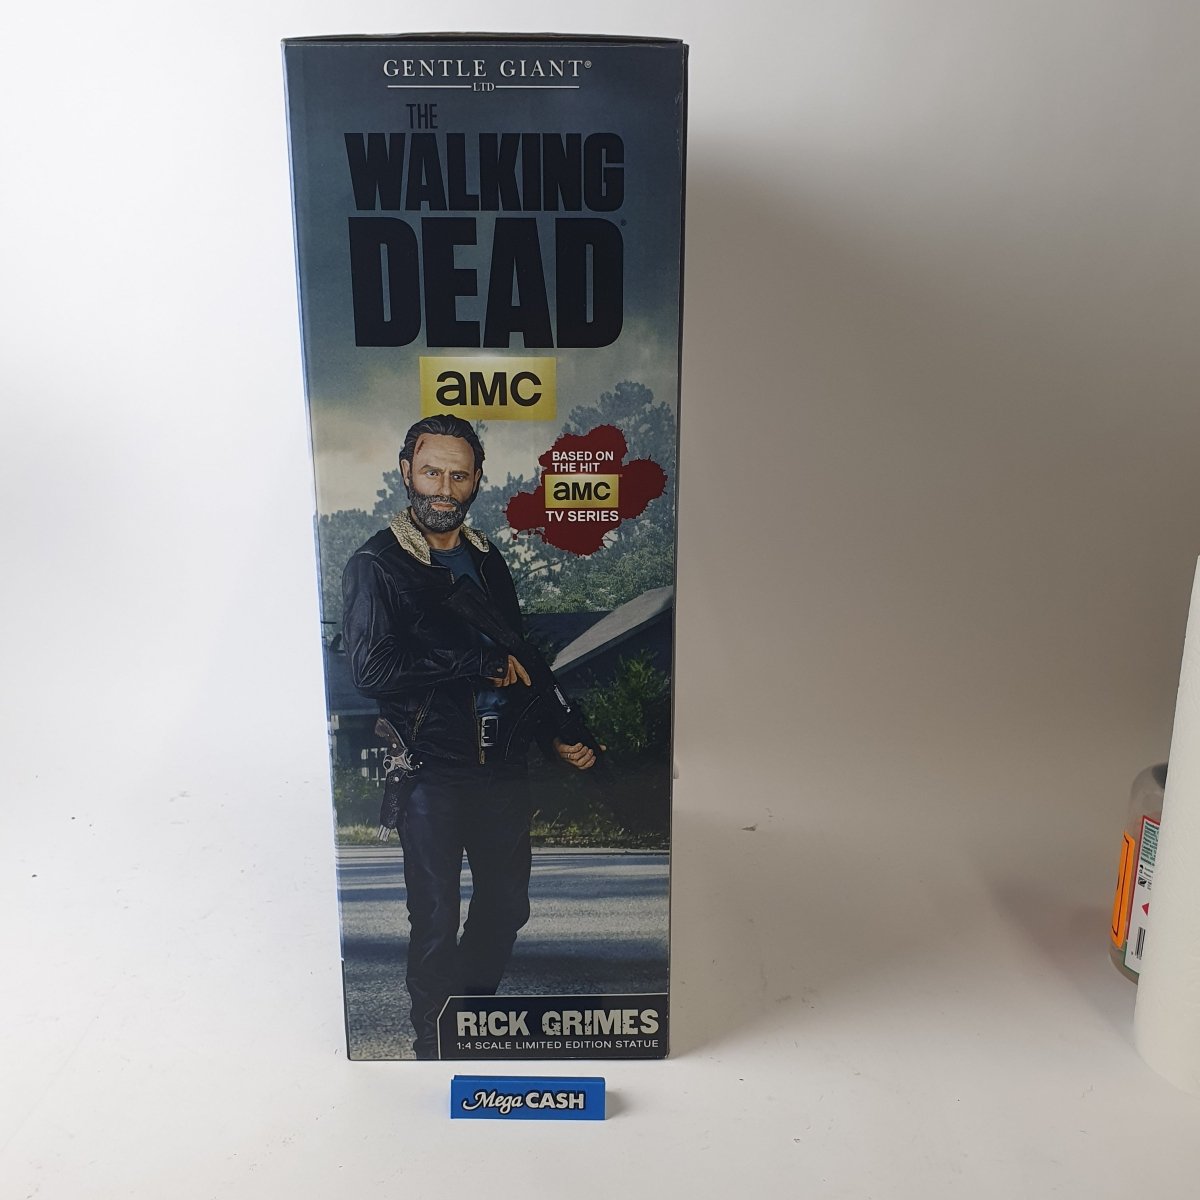 GENTLE GIANT®
LTD
THE
WALKING
DEAD
aMC
BASED ON
THE HIT
aMC
TV SERIES
RICK GRIMES
1:4 SCALE LIMITED EDITION STATUE
Mega CASH